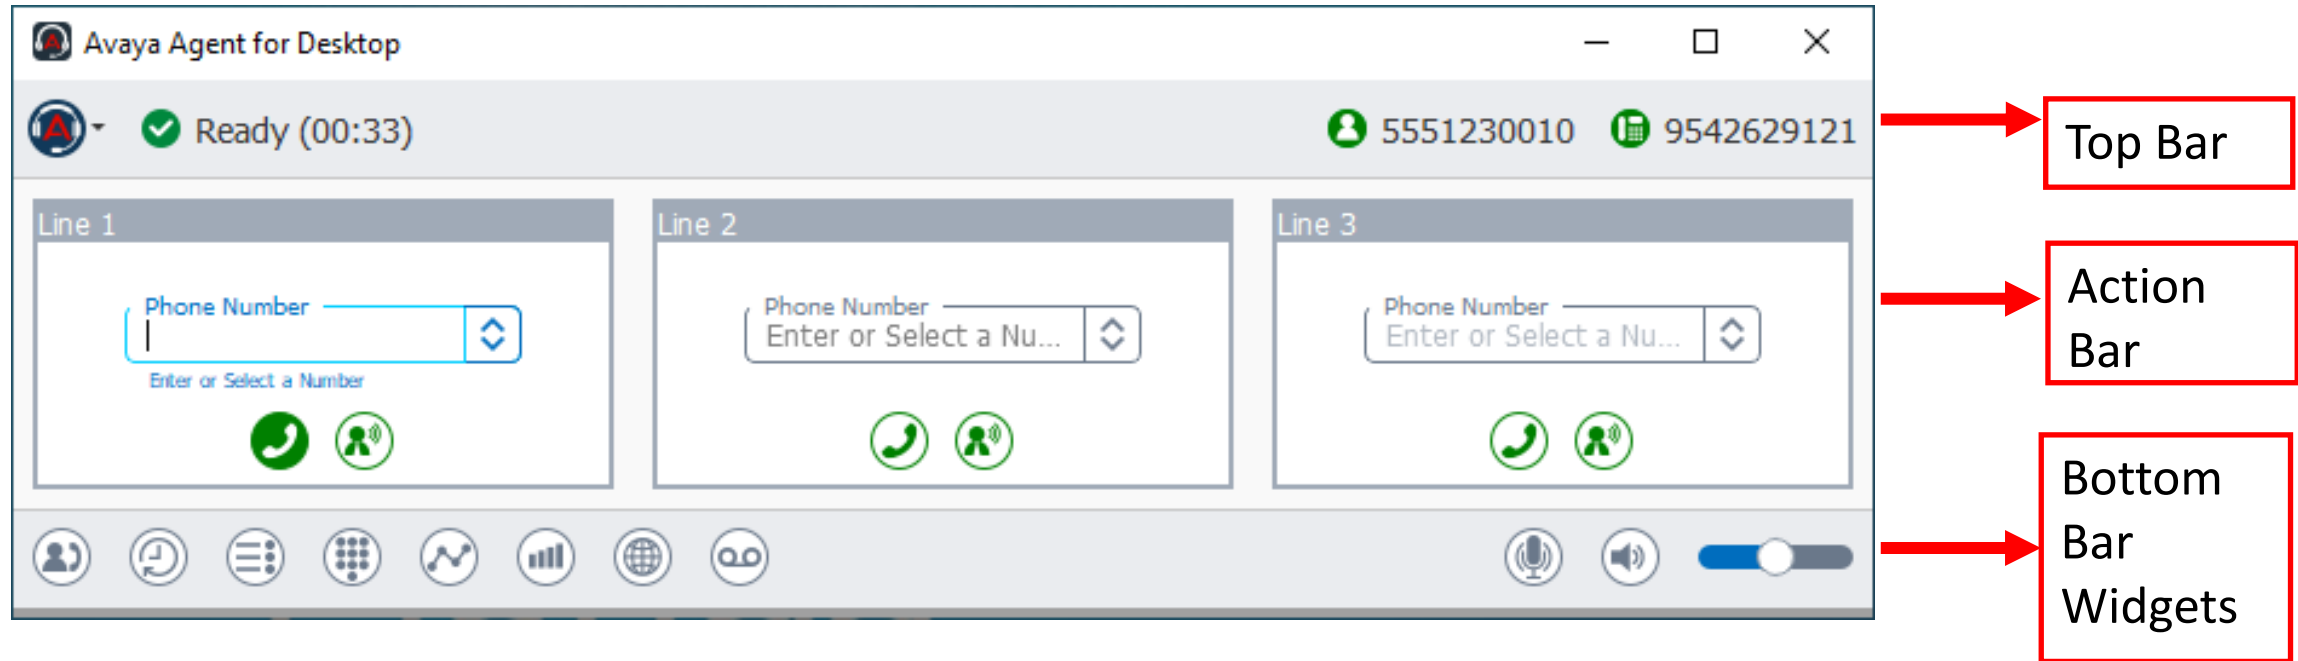 Avaya Agent for Desktop
Ready (00:33)
5551230010
9542629121
Top Bar
Line 1
Line 2
Line 3
Phone Number
Enter or Select a Number
Phone Number
Enter or Select a Nu...
Phone Number
Enter or Select a Nu...
Action
Bar
Bottom
Bar
Widgets